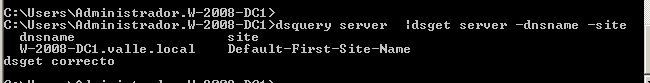 C:\Users\Administrador.W-2008-DC1>dsquery server  |dsget server -dnsname -site
  dnsname                  site
  W-2008-DC1.valle.local   Default-First-Site-Name
dsget correcto